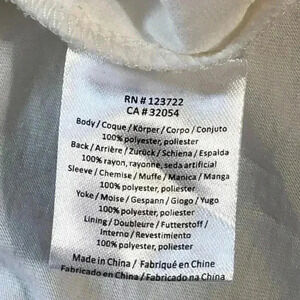 RN # 123722
CA # 32054
Body / Coque / Körper / Corpo / Conjuto
100% polyester, poliester
Back / Arrière / Zurück / Schiena / Espalda
100% rayon, rayonne, seda artificial
Sleeve / Chemise / Muffe / Manica / Manga
100% polyester, poliester
Yoke / Moise / Gespann / Giogo / Yugo
100% polyester, poliester
Lining / Doubleure / Futterstoff /
Interno / Revestimiento
100% polyester, poliester
Made in China / Fabriqué en Chine
Fabricado en China / Fabricado na China